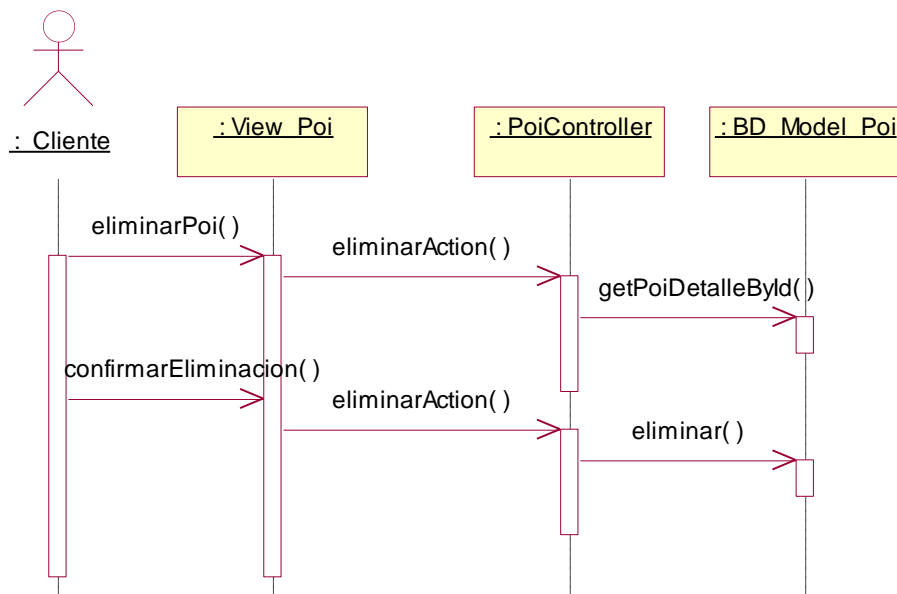 : Cliente
: View_Poi
: PoiController
: BD_Model_Poi
eliminarPoi( )
eliminarAction( )
getPoiDetalleById( )
confirmarEliminacion( )
eliminarAction( )
eliminar( )